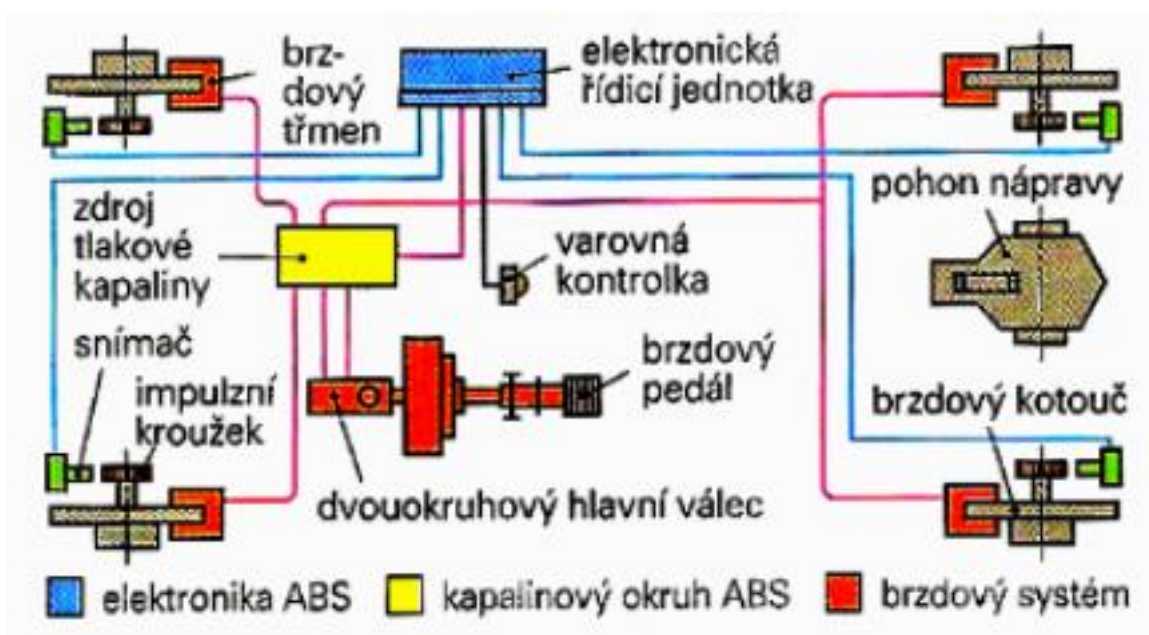 brz-
dový
třmen
elektronická
řídicí jednotka
pohon nápravy
zdroj
tlakové
kapaliny
varovná
kontrolka
snímač
impulzní
kroužek
brzdový
pedál
brzdový kotouč
dvouokruhový hlavní válec
elektronika ABS
kapalinový okruh ABS
brzdový systém